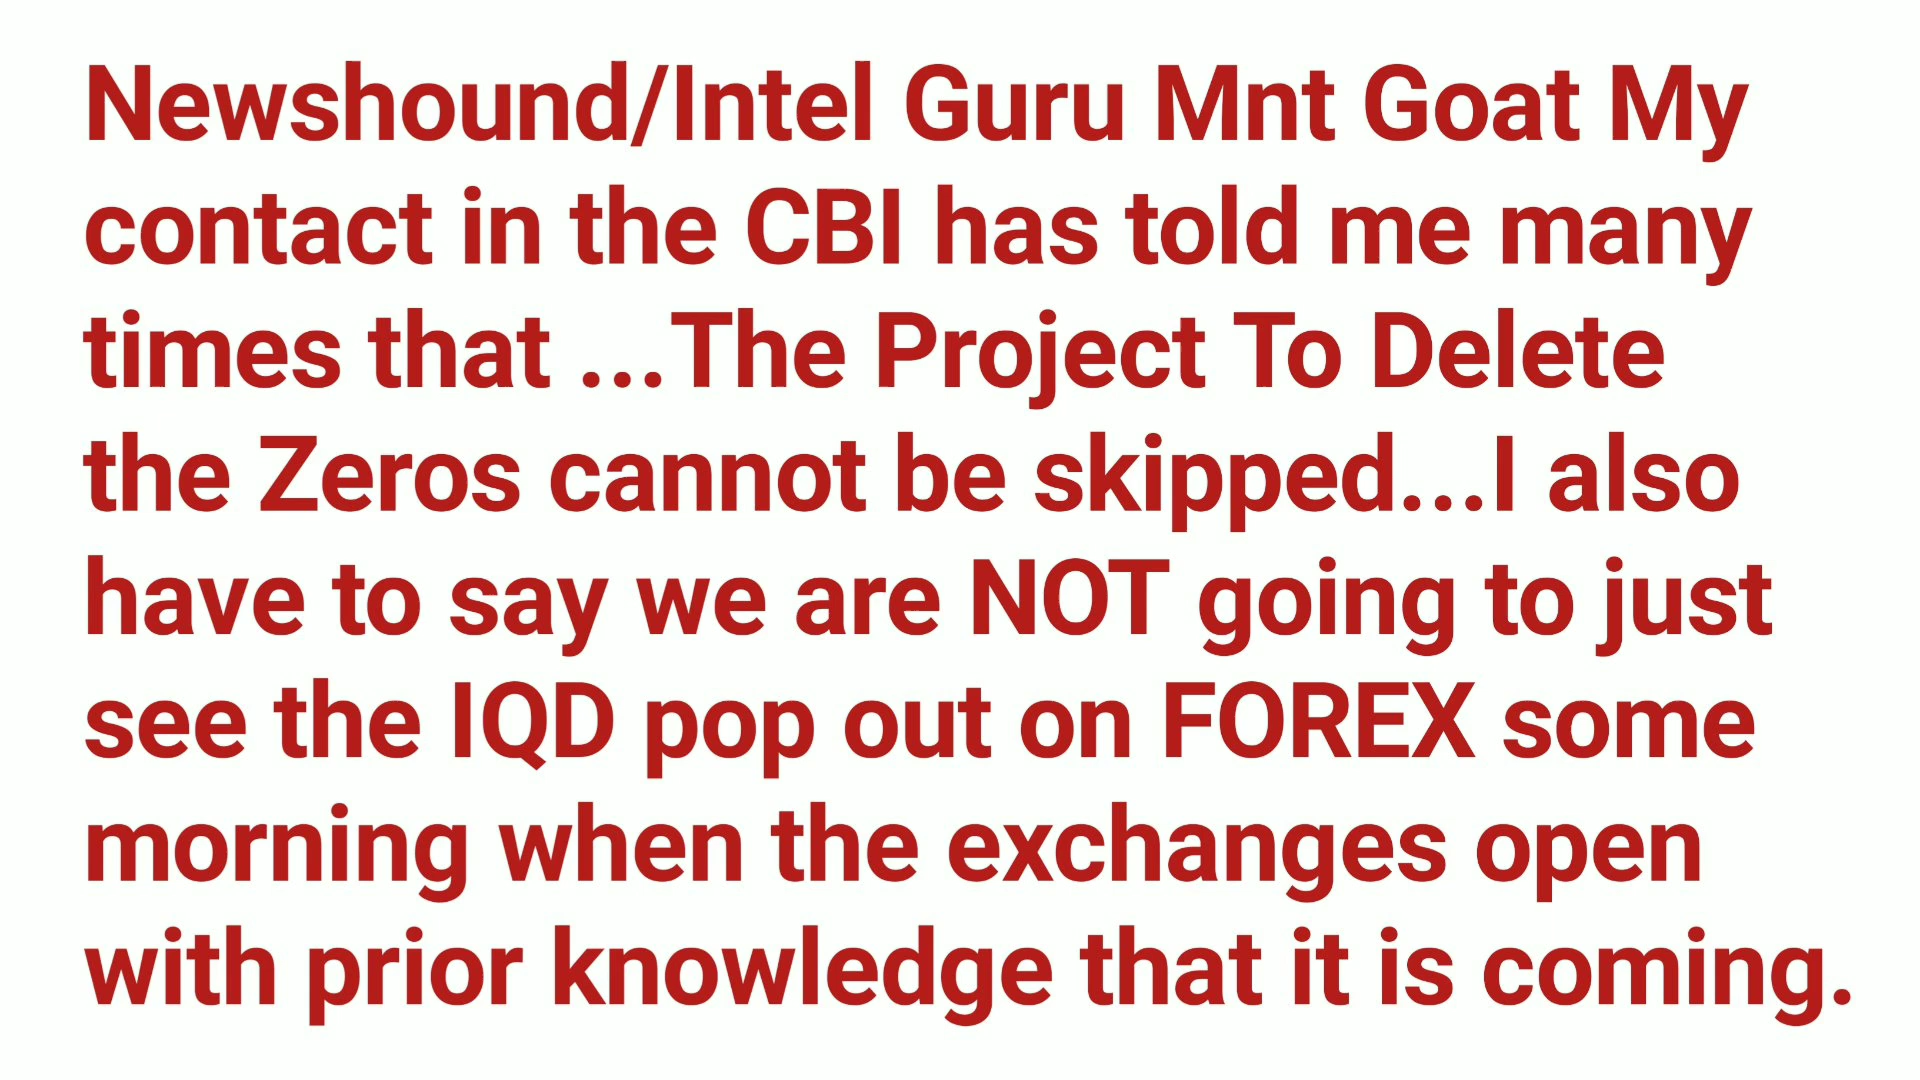 Newshound/Intel Guru Mnt Goat My
contact in the CBI has told me many
times that ...The Project To Delete
the Zeros cannot be skipped...I also
have to say we are NOT going to just
see the IQD pop out on FOREX some
morning when the exchanges open
with prior knowledge that it is coming.